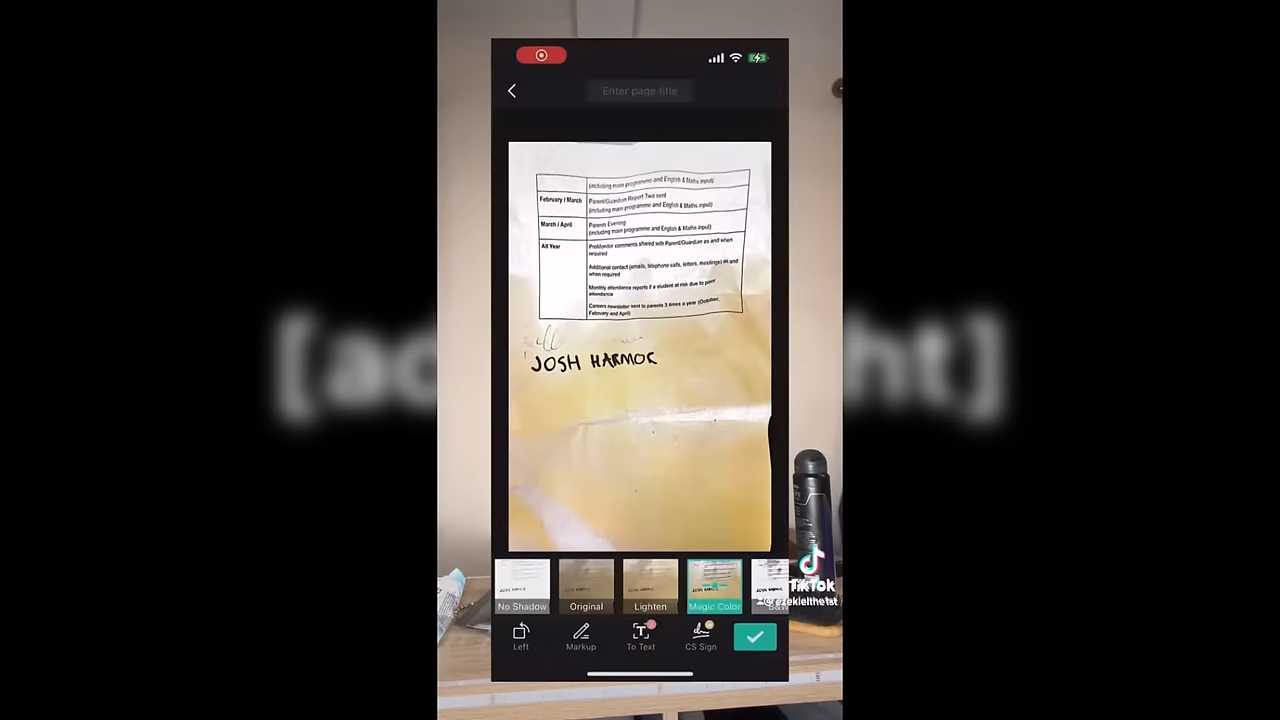 Enter page title
(including main programme and English & Maths input)
February / March
Parent/Guardian Report Two sent
(including main programme and English & Maths input)
March / April
Parents Evening
(including main programme and English & Maths input)
All Year
ProMonitor comments shared with Parent/Guardian as and when
required
Additional contact (emails, telephone calls, letters, meetings) as and
when required
Monthly attendance reports if a student at risk due to poor
attendance
Careers newsletter sent to parents 3 times a year (October,
February and April)
JOSH HARMOC
No Shadow
Original
Lighten
Magic Color
B&W
Left
Markup
To Text
CS Sign
TikTok